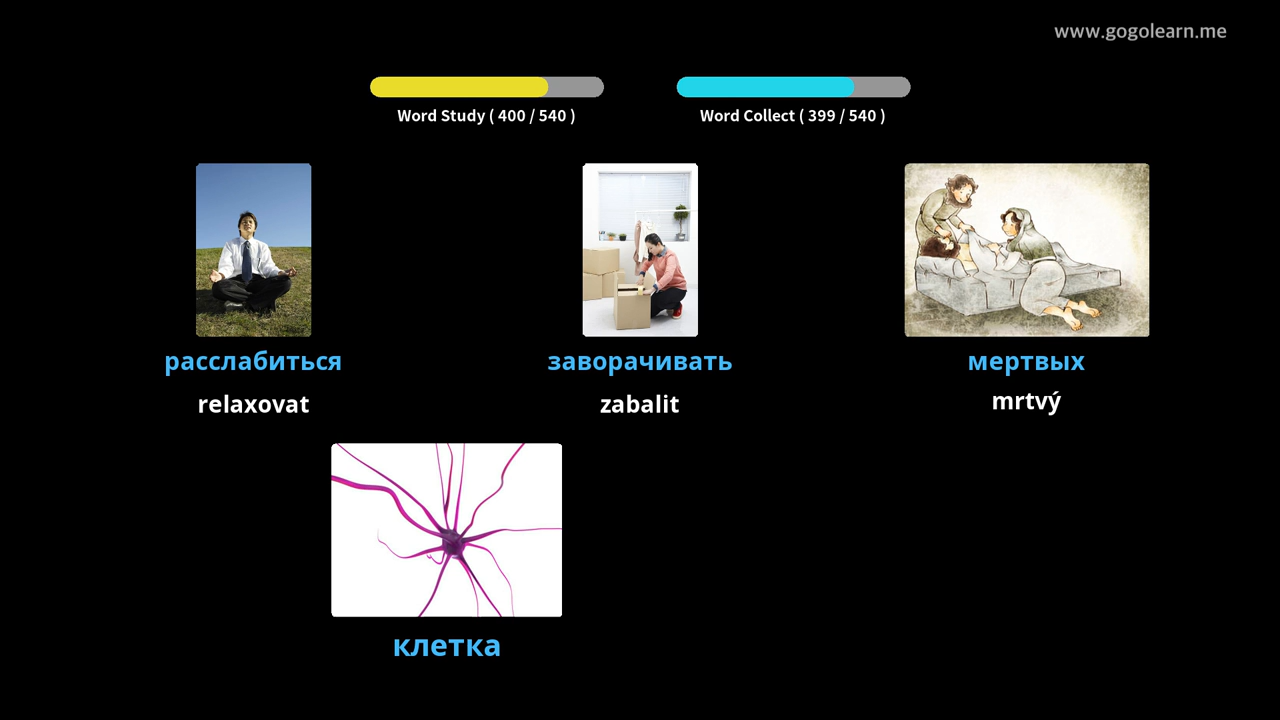 www.gogolearn.me
Word Study ( 400 / 540 )
Word Collect ( 399 / 540 )
расслабиться
заворачивать
мертвых
relaxovat
zabalit
mrtvý
клетка